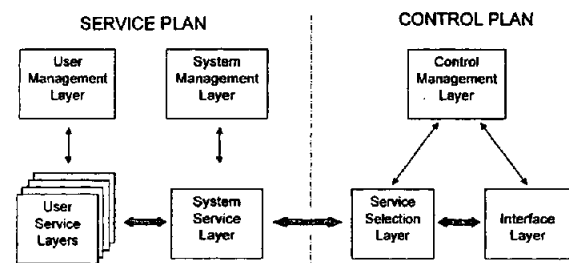 SERVICE PLAN
CONTROL PLAN
User
Management
Layer
System
Management
Layer
Control
Management
Layer
User
Service
Layers
System
Service
Layer
Service
Selection
Layer
Interface
Layer